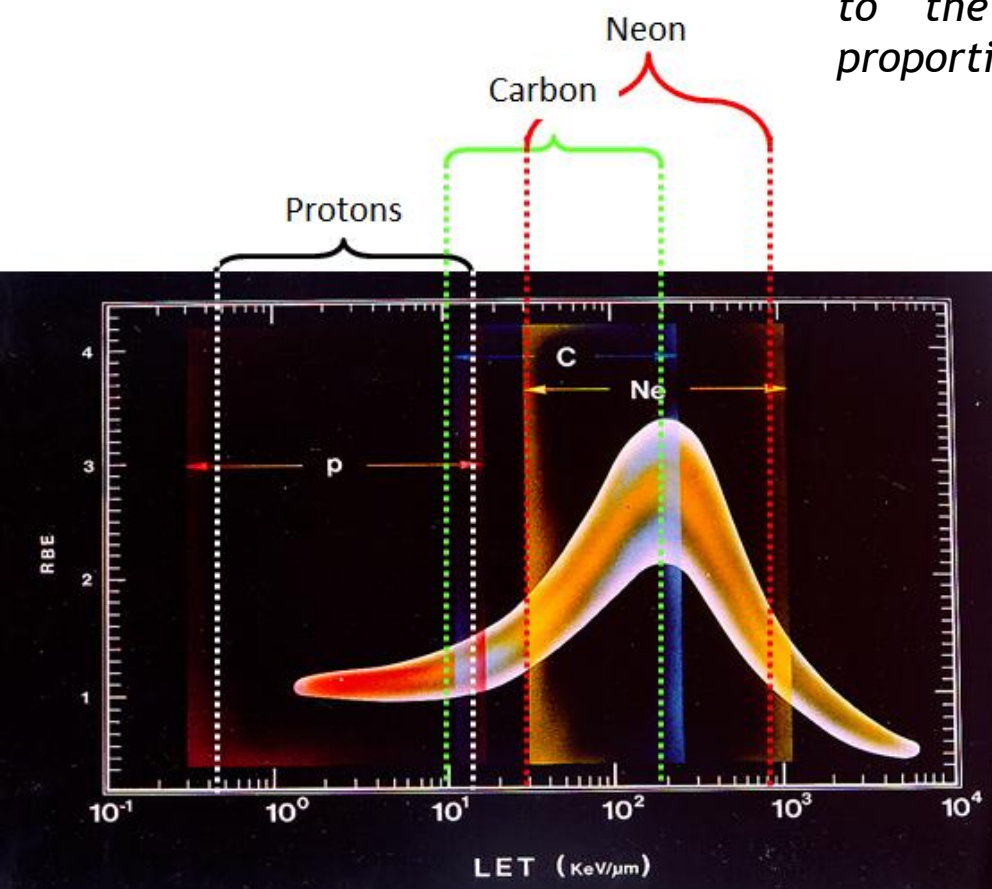 to the
proporti
Neon
Carbon
Protons
C
Ne
p
4
3
2
1
RBE
10-1 10⁰ 10¹ 10² 10³ 10⁴
LET (KeV/µm)